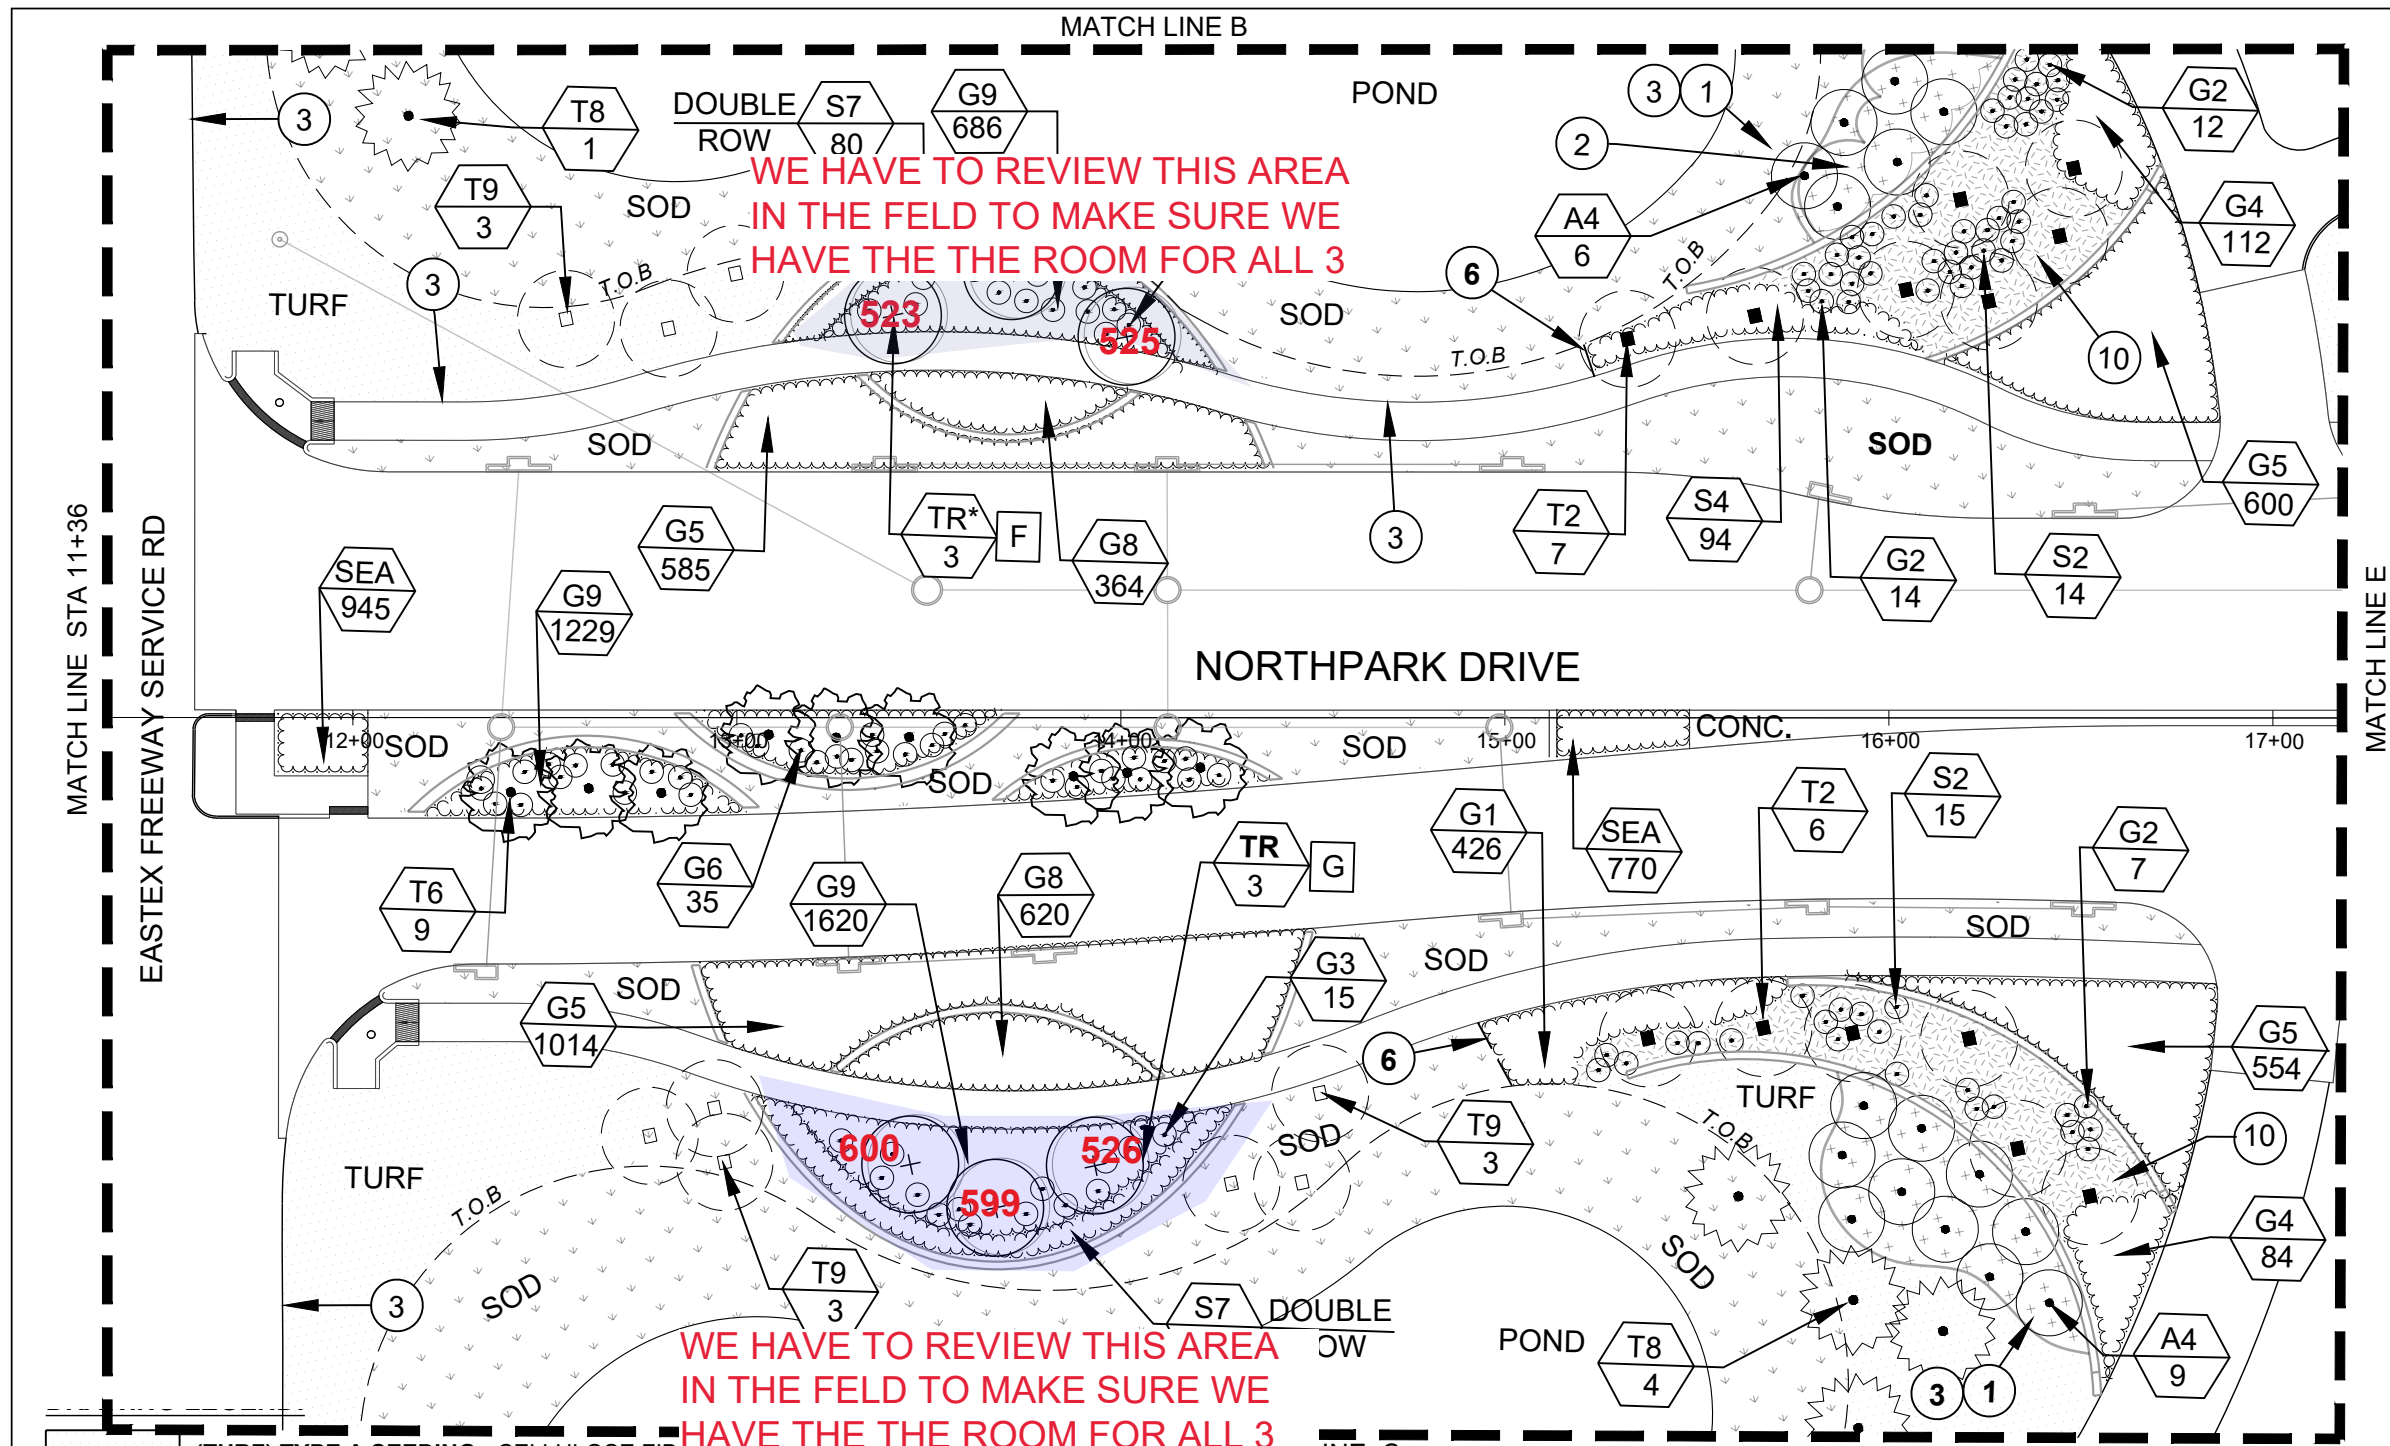 MATCH LINE B
3
T8
1
DOUBLE
ROW
S7
80
G9
686
POND
3
1
2
G2
12
T9
3
SOD
WE HAVE TO REVIEW THIS AREA
IN THE FELD TO MAKE SURE WE
HAVE THE THE ROOM FOR ALL 3
A4
6
G4
112
3
T.O.B
TURF
523
525
SOD
6
T.O.B
T.O.B
10
SOD
SOD
G5
600
MATCH LINE STA 11+36
EASTEX FREEWAY SERVICE RD
SEA
945
G9
1229
G5
585
TR*
3
F
G8
364
3
T2
7
S4
94
G2
14
S2
14
MATCH LINE E
NORTHPARK DRIVE
12+00
SOD
13+00
14+00
SOD
SOD
15+00
CONC.
16+00
17+00
T6
9
G6
35
G9
1620
G8
620
TR
3
G
G1
426
SEA
770
T2
6
S2
15
G2
7
SOD
G5
1014
G3
15
SOD
SOD
6
G5
554
TURF
T.O.B
600
526
599
T9
3
SOD
TURF
T.O.B
10
G4
84
3
SOD
T9
3
S7
DOUBLE
OW
SOD
POND
T8
4
3
1
A4
9
WE HAVE TO REVIEW THIS AREA
IN THE FELD TO MAKE SURE WE
HAVE THE THE ROOM FOR ALL 3